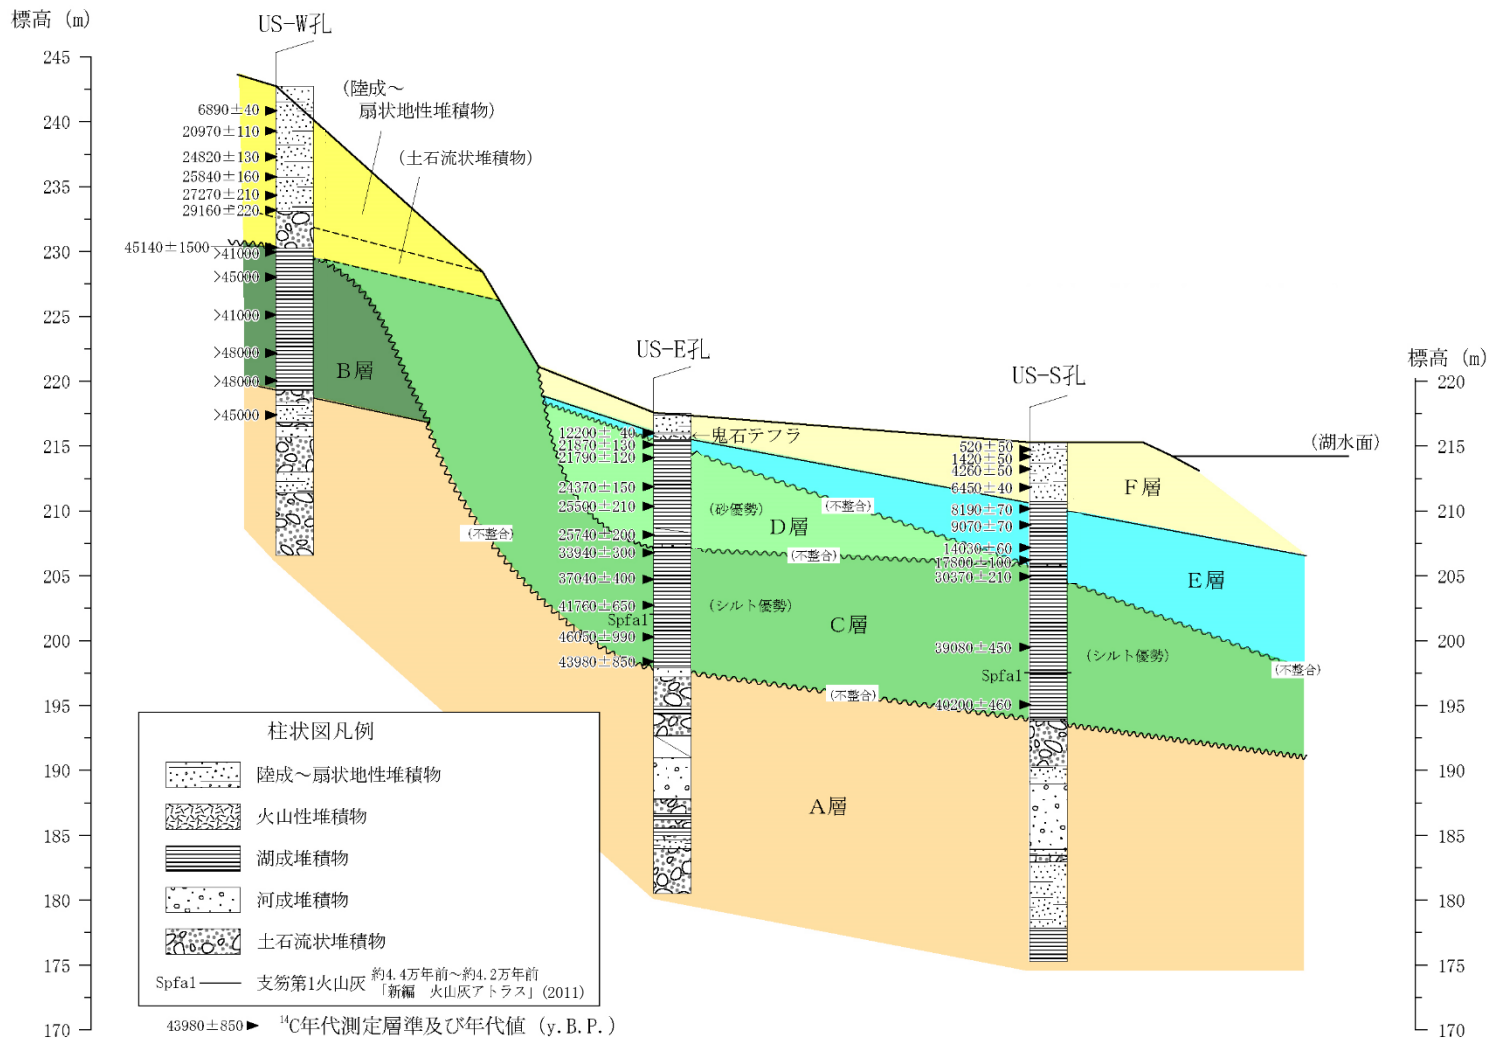 標高 (m)
US-W孔
245
240
235
230
225
220
215
210
205
200
195
190
185
180
175
170
6890±40
20970±110
24820±130
25840±160
27270±210
29160±220
45140±1500
>41000
>45000
>41000
>48000
>48000
>45000
(陸成～
扇状地性堆積物)
(土石流状堆積物)
B層
(不整合)
US-E孔
12200± 40
21870±130
21790±120
24370±150
25500±210
25740±200
33940±300
37040±400
41760±650
Spfa1
46050±990
43980±850
鬼石テフラ
(砂優勢)
D層
(不整合)
(不整合)
(シルト優勢)
C層
(不整合)
A層
US-S孔
520±50
1420±50
4260±50
6450±40
8190±70
9070±70
14030±60
17800±100
30370±210
39080±450
Spfa1
40200±460
F層
E層
(シルト優勢)
(不整合)
(湖水面)
標高 (m)
220
215
210
205
200
195
190
185
180
175
170
柱状図凡例
陸成～扇状地性堆積物
火山性堆積物
湖成堆積物
河成堆積物
土石流状堆積物
Spfa1 支笏第1火山灰 約4.4万年前～約4.2万年前
「新編 火山灰アトラス」(2011)
43980±850 ¹⁴C年代測定層準及び年代値 (y.B.P.)